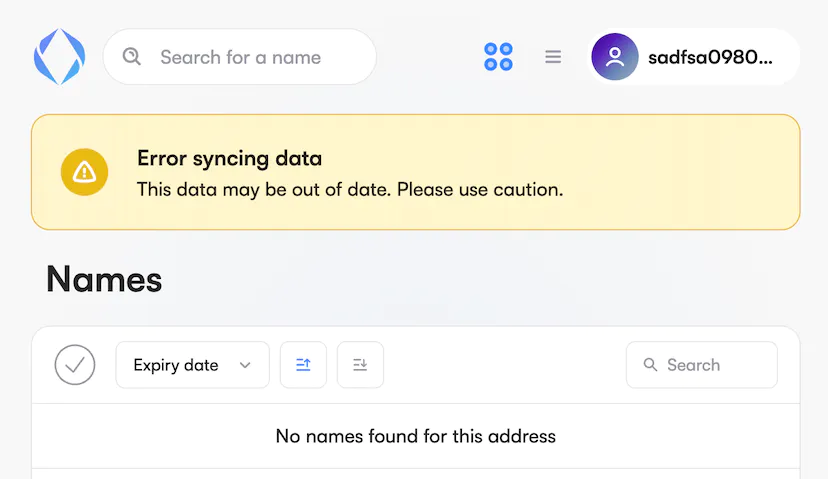 Search for a name
sadfsa0980...
Error syncing data
This data may be out of date. Please use caution.
Names
Expiry date
Search
No names found for this address